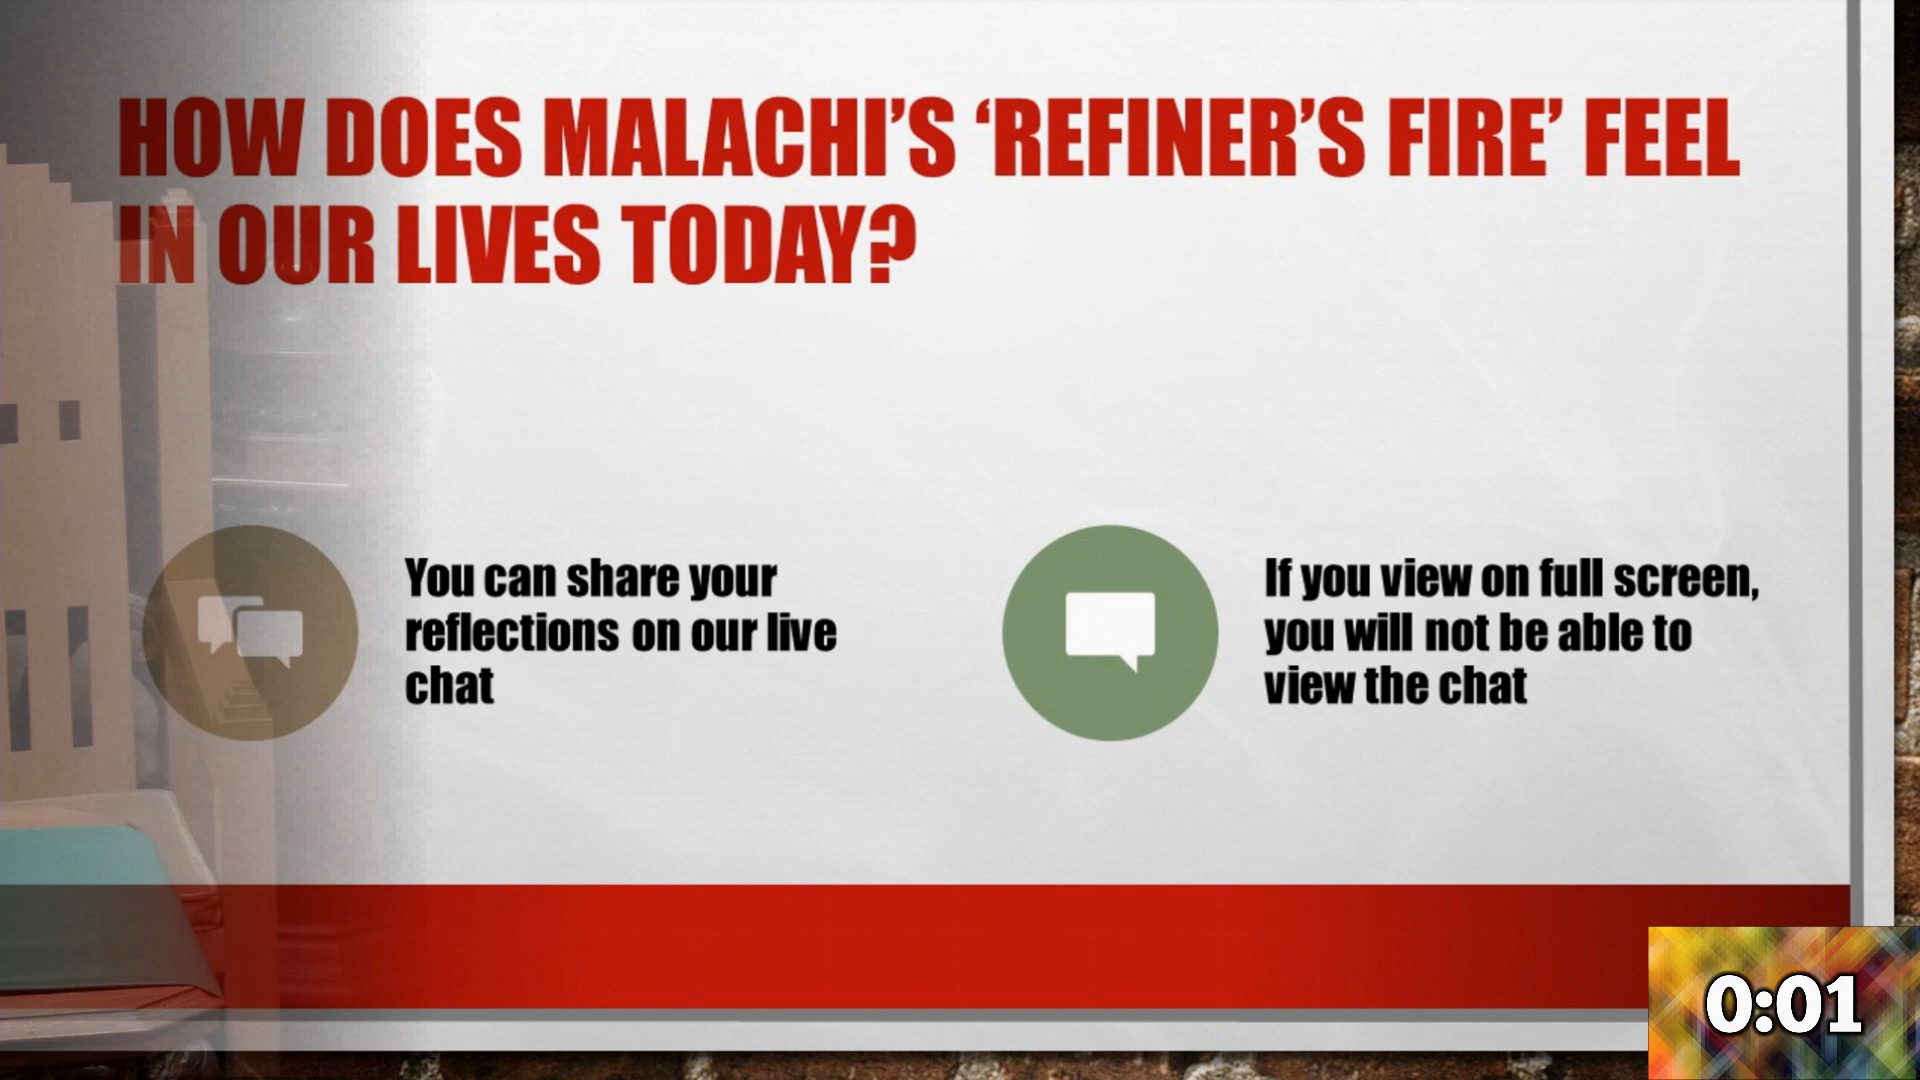 HOW DOES MALACHI’S ‘REFINER’S FIRE’ FEEL
IN OUR LIVES TODAY?
You can share your
reflections on our live
chat
If you view on full screen,
you will not be able to
view the chat
0:01